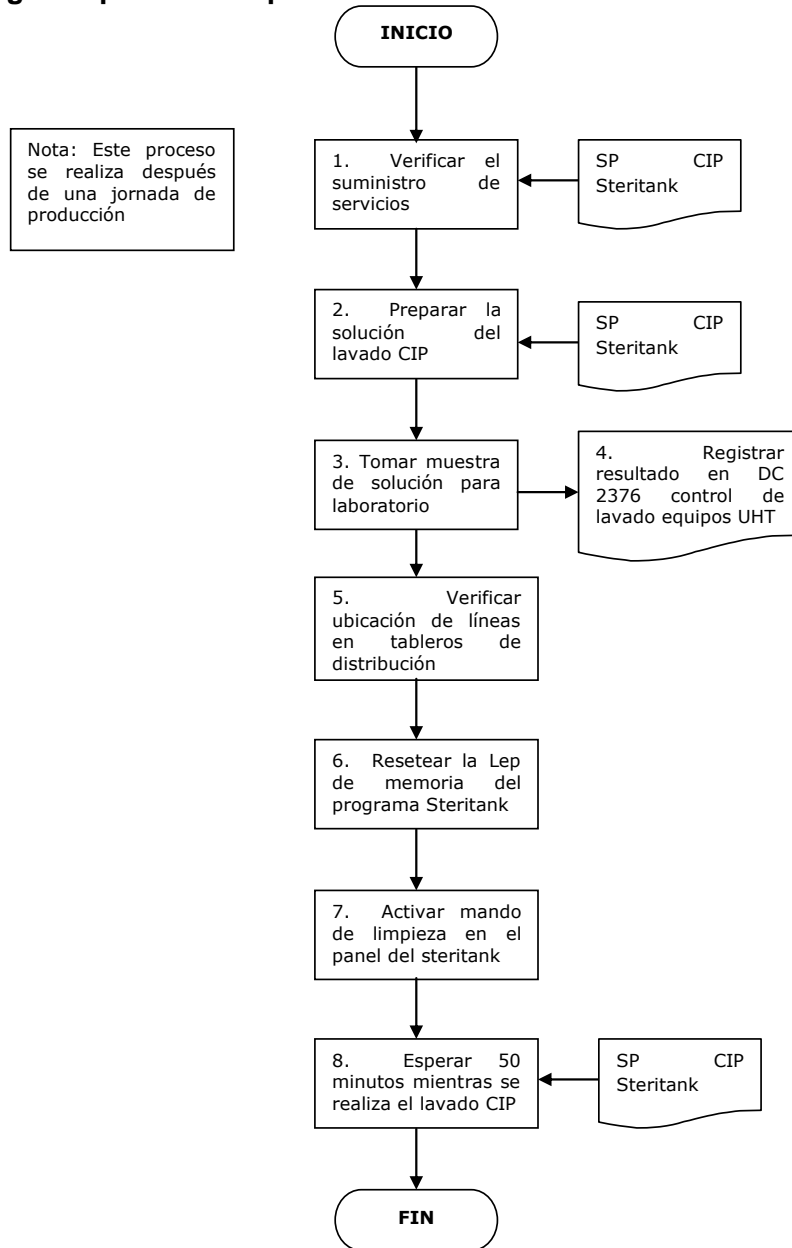 INICIO
Nota: Este proceso
se realiza después
de una jornada de
producción
1. Verificar el
suministro de
servicios
SP CIP
Steritank
2. Preparar la
solución del
lavado CIP
SP CIP
Steritank
3. Tomar muestra
de solución para
laboratorio
4. Registrar
resultado en DC
2376 control de
lavado equipos UHT
5. Verificar
ubicación de líneas
en tableros de
distribución
6. Resetear la Lep
de memoria del
programa Steritank
7. Activar mando
de limpieza en el
panel del steritank
8. Esperar 50
minutos mientras se
realiza el lavado CIP
SP CIP
Steritank
FIN